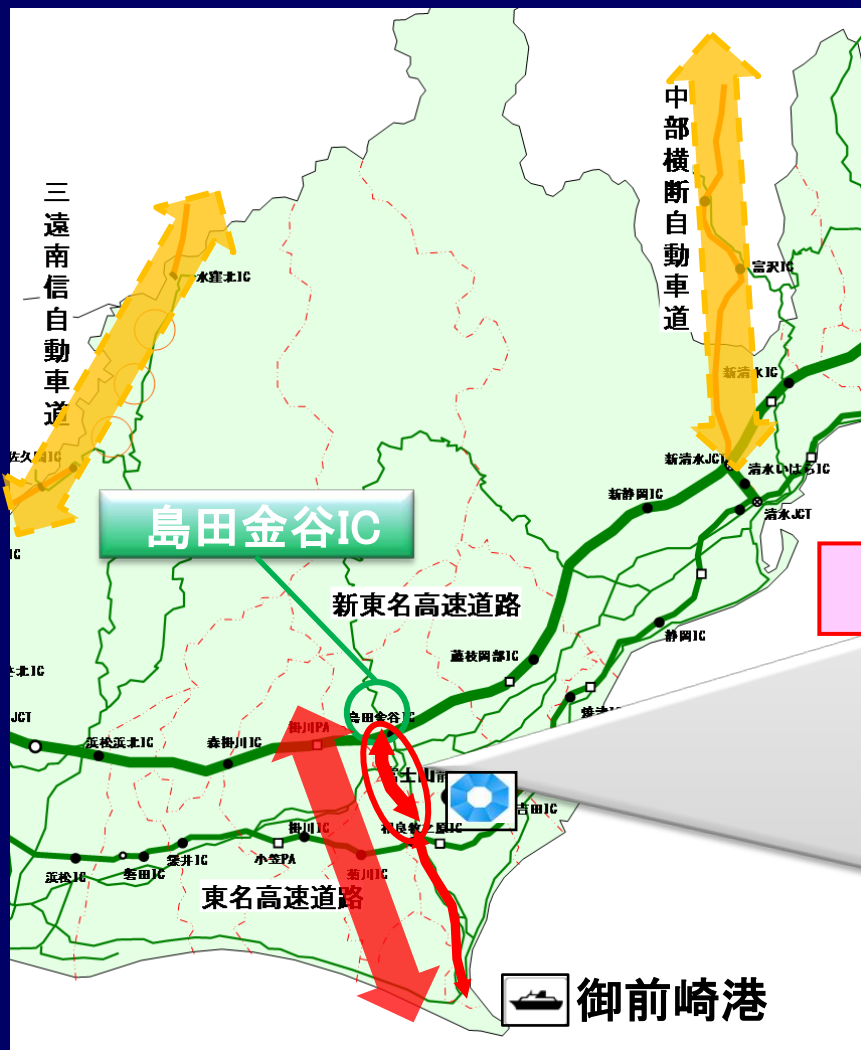 中部横断自動車道
三遠南信自動車道
富沢IC
水窪北IC
新清水IC
新清水JCT
清水いはらIC
新静岡IC
清水JCT
島田金谷IC
新東名高速道路
静岡IC
藤枝岡部IC
JCT
島田金谷IC
掛川PA
浜松浜北IC
森掛川IC
富士山
吉田IC
掛川IC
相良牧之原IC
袋井IC
小笠PA
浜松IC
磐田IC
菊川IC
東名高速道路
御前崎港